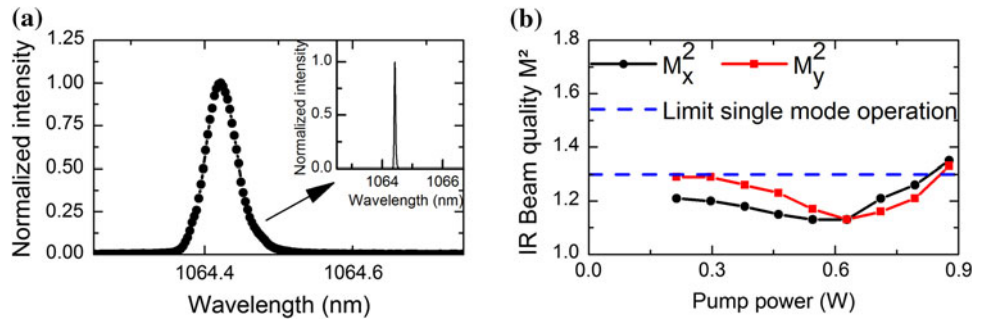 (a)
Normalized intensity
1.25
1.00
0.75
0.50
0.25
0.00
1064.4
1064.6
Wavelength (nm)
Normalized intensity
1.0
0.5
0.0
1064
1066
Wavelength (nm)
(b)
IR Beam quality M²
1.8
1.6
1.4
1.2
1.0
M²x
M²y
Limit single mode operation
0.0
0.3
0.6
0.9
Pump power (W)